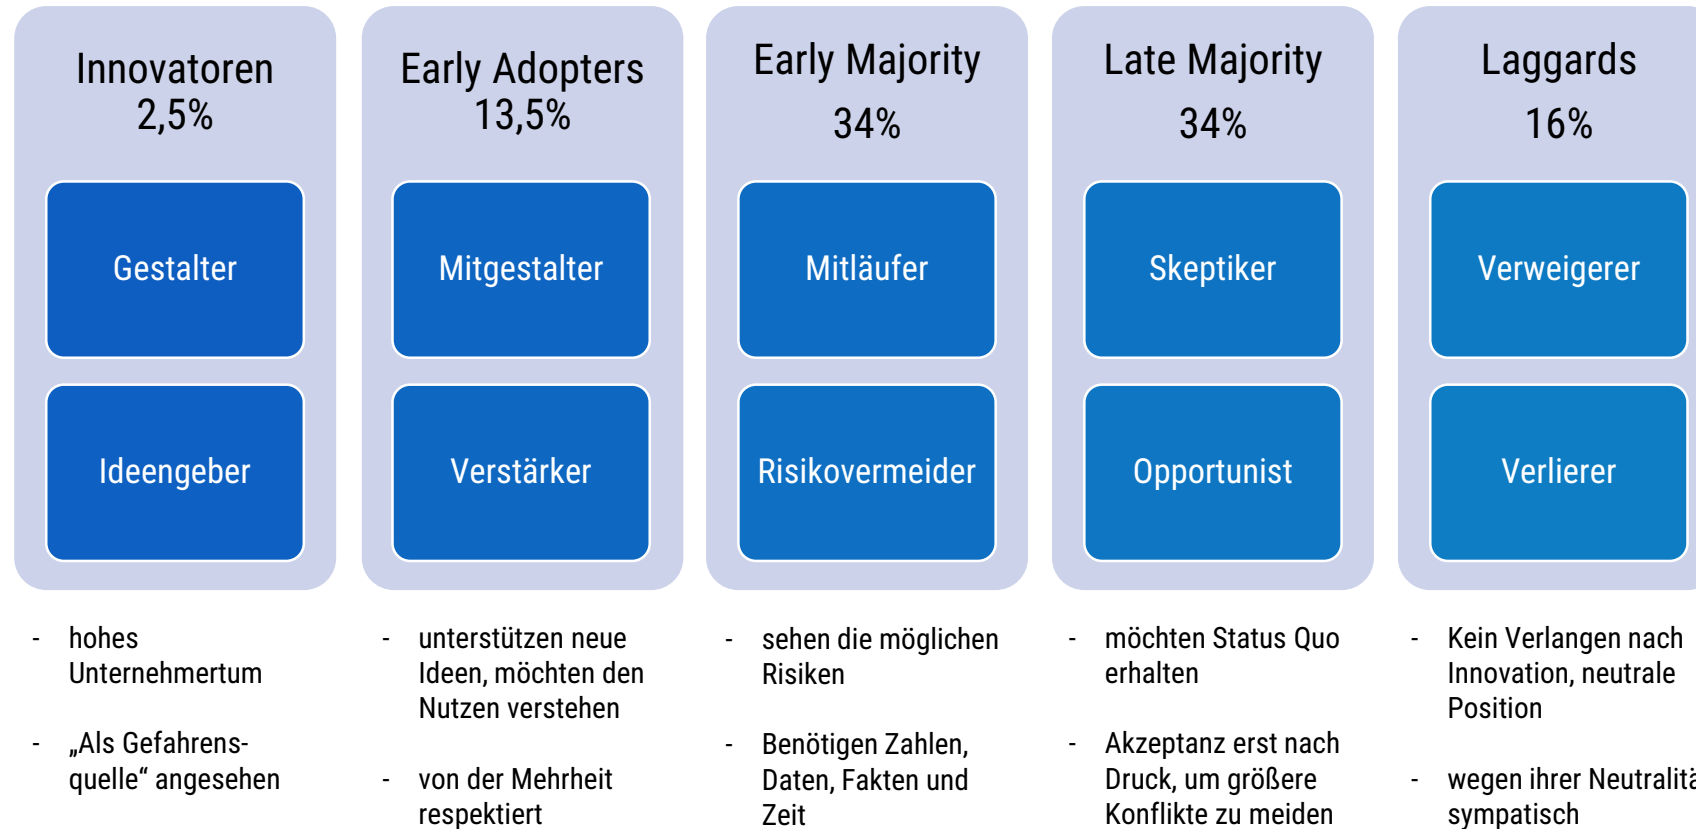 Innovatoren
2,5%
Gestalter
Ideengeber
- hohes
Unternehmertum
- „Als Gefahrens-
quelle“ angesehen
Early Adopters
13,5%
Mitgestalter
Verstärker
- unterstützen neue
Ideen, möchten den
Nutzen verstehen
- von der Mehrheit
respektiert
Early Majority
34%
Mitläufer
Risikovermeider
- sehen die möglichen
Risiken
- Benötigen Zahlen,
Daten, Fakten und
Zeit
Late Majority
34%
Skeptiker
Opportunist
- möchten Status Quo
erhalten
- Akzeptanz erst nach
Druck, um größere
Konflikte zu meiden
Laggards
16%
Verweigerer
Verlierer
- Kein Verlangen nach
Innovation, neutrale
Position
- wegen ihrer Neutralitä
sympatisch